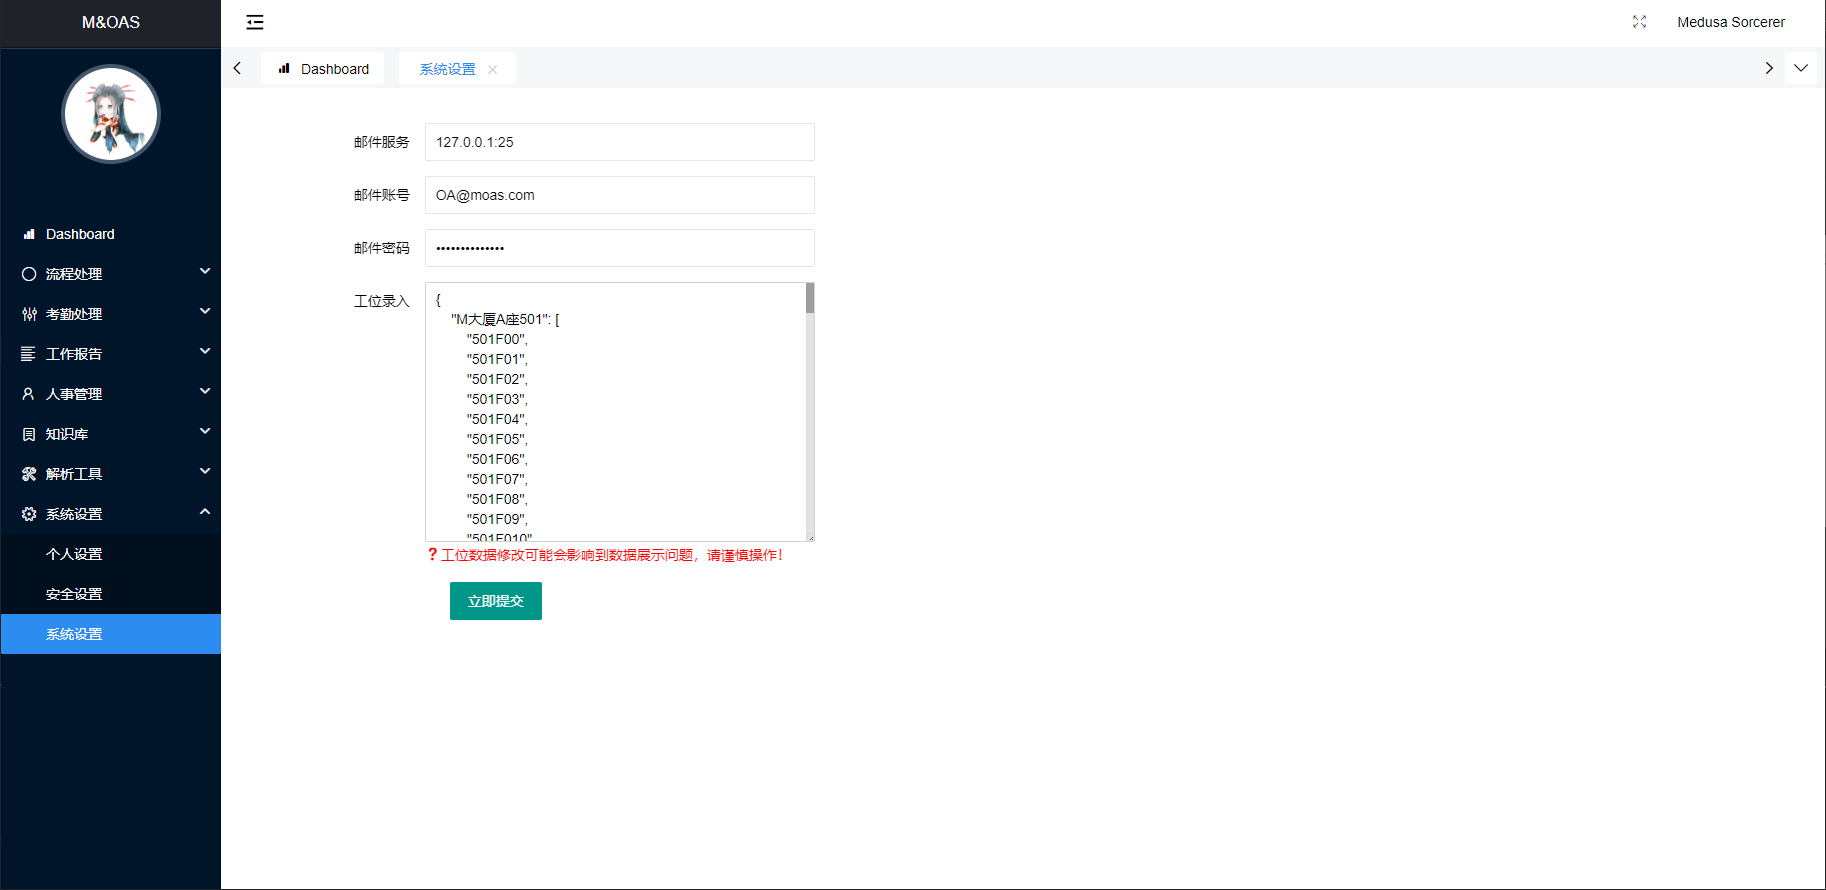 M&OAS
Medusa Sorcerer
Dashboard
系统设置
Dashboard
流程处理
考勤处理
工作报告
人事管理
知识库
解析工具
系统设置
个人设置
安全设置
系统设置
邮件服务 127.0.0.1:25
邮件账号 OA@moas.com
邮件密码 ••••••••••••••
工位录入 {
"M大厦A座501": [
"501F00",
"501F01",
"501F02",
"501F03",
"501F04",
"501F05",
"501F06",
"501F07",
"501F08",
"501F09",
"501F010",
? 工位数据修改可能会影响到数据展示问题，请谨慎操作！
立即提交